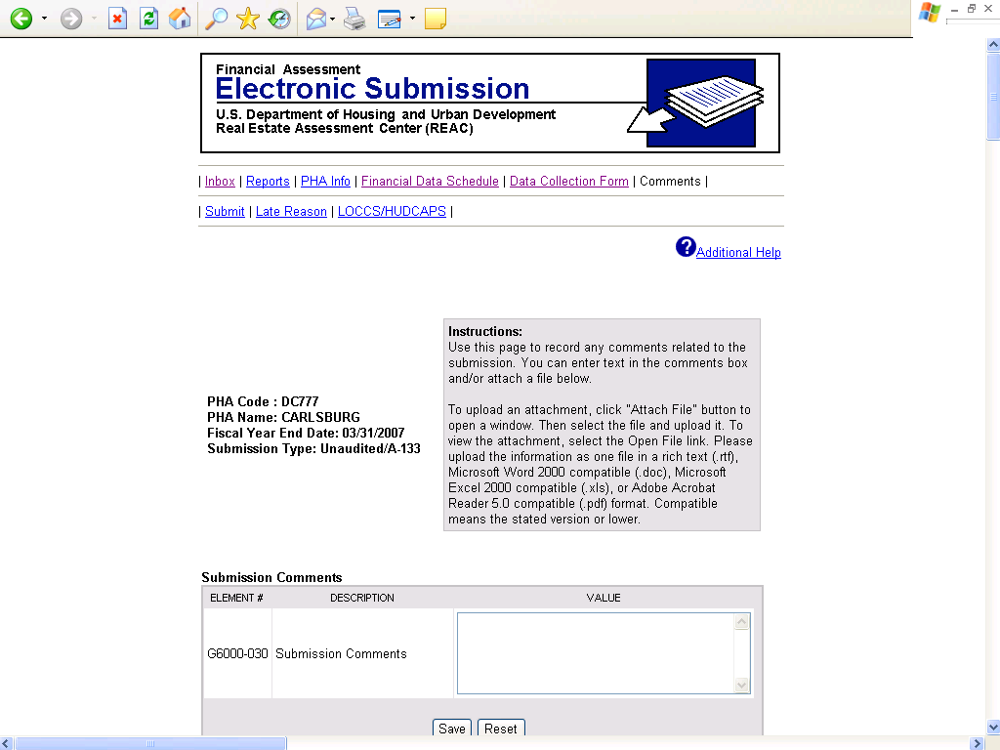 Financial Assessment
Electronic Submission
U.S. Department of Housing and Urban Development
Real Estate Assessment Center (REAC)
| Inbox | Reports | PHA Info | Financial Data Schedule | Data Collection Form | Comments |
| Submit | Late Reason | LOCCS/HUDCAPS |
? Additional Help
Instructions:
Use this page to record any comments related to the
submission. You can enter text in the comments box
and/or attach a file below.
To upload an attachment, click "Attach File" button to
open a window. Then select the file and upload it. To
view the attachment, select the Open File link. Please
upload the information as one file in a rich text (.rtf),
Microsoft Word 2000 compatible (.doc), Microsoft
Excel 2000 compatible (.xls), or Adobe Acrobat
Reader 5.0 compatible (.pdf) format. Compatible
means the stated version or lower.
PHA Code : DC777
PHA Name: CARLSBURG
Fiscal Year End Date: 03/31/2007
Submission Type: Unaudited/A-133
Submission Comments
ELEMENT # DESCRIPTION VALUE
G6000-030 Submission Comments
Save Reset